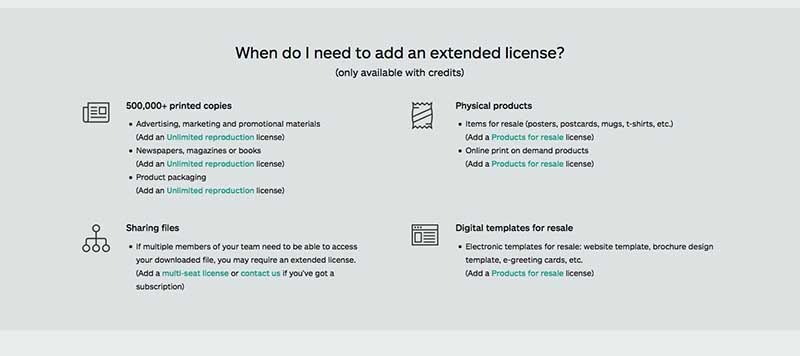 When do I need to add an extended license?
(only available with credits)
500,000+ printed copies
• Advertising, marketing and promotional materials
(Add an Unlimited reproduction license)
• Newspapers, magazines or books
(Add an Unlimited reproduction license)
• Product packaging
(Add an Unlimited reproduction license)
Physical products
• Items for resale (posters, postcards, mugs, t-shirts, etc.)
(Add a Products for resale license)
• Online print on demand products
(Add a Products for resale license)
Sharing files
• If multiple members of your team need to be able to access
your downloaded file, you may require an extended license.
(Add a multi-seat license or contact us if you've got a
subscription)
Digital templates for resale
• Electronic templates for resale: website template, brochure design
template, e-greeting cards, etc.
(Add a Products for resale license)